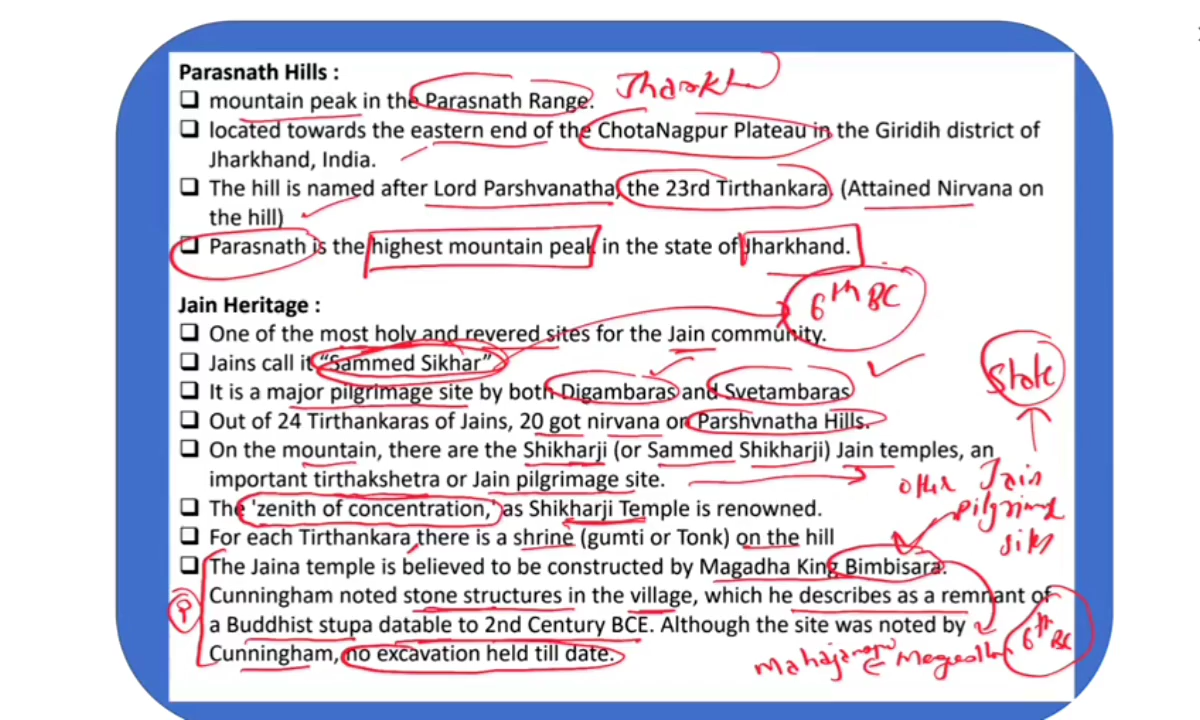 Parasnath Hills :
❑ mountain peak in the Parasnath Range. Jharkh
❑ located towards the eastern end of the ChotaNagpur Plateau in the Giridih district of
Jharkhand, India.
❑ The hill is named after Lord Parshvanatha, the 23rd Tirthankara (Attained Nirvana on
the hill)
❑ Parasnath is the highest mountain peak in the state of Jharkhand.
Jain Heritage :
6th BC
❑ One of the most holy and revered sites for the Jain community.
❑ Jains call it "Sammed Sikhar"
State
❑ It is a major pilgrimage site by both Digambaras and Svetambaras
❑ Out of 24 Tirthankaras of Jains, 20 got nirvana on Parshvnatha Hills.
❑ On the mountain, there are the Shikharji (or Sammed Shikharji) Jain temples, an
important tirthakshetra or Jain pilgrimage site.
other Jain
pilgrimage
sites
❑ The 'zenith of concentration,' as Shikharji Temple is renowned.
❑ For each Tirthankara there is a shrine (gumti or Tonk) on the hill
❑ The Jaina temple is believed to be constructed by Magadha King Bimbisara.
Cunningham noted stone structures in the village, which he describes as a remnant of
a Buddhist stupa datable to 2nd Century BCE. Although the site was noted by
Cunningham, no excavation held till date.
6th BC